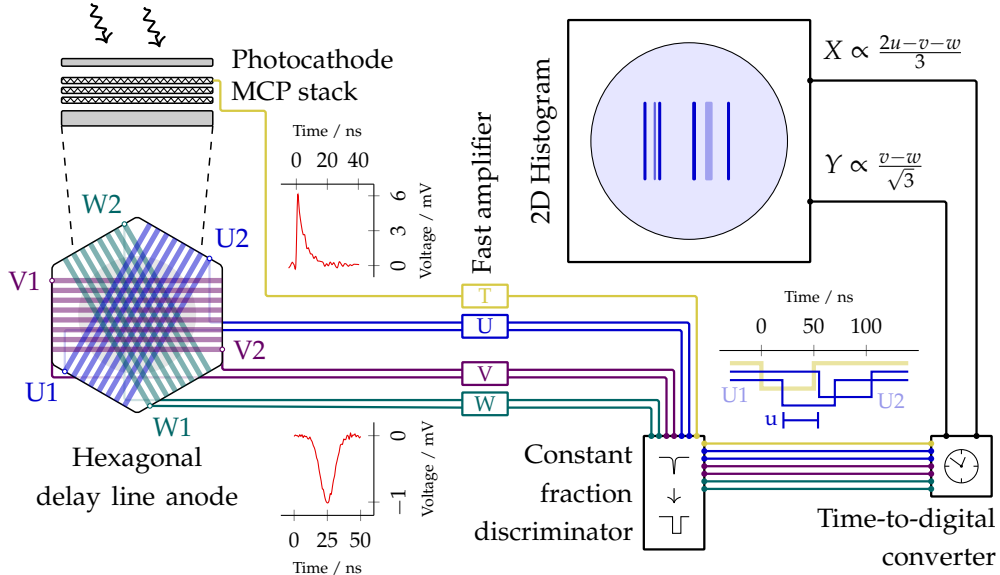 Photocathode
MCP stack
Time / ns
0 20 40
6
3
0
Voltage / mV
Fast amplifier
2D Histogram
X ∝ (2u−v−w)/3
Y ∝ (v−w)/√3
W2
U2
V1
V2
U1
W1
Hexagonal
delay line anode
T
U
V
W
Time / ns
0 50 100
U1
U2
u
0
−1
Voltage / mV
0 25 50
Time / ns
Constant
fraction
discriminator
Time-to-digital
converter